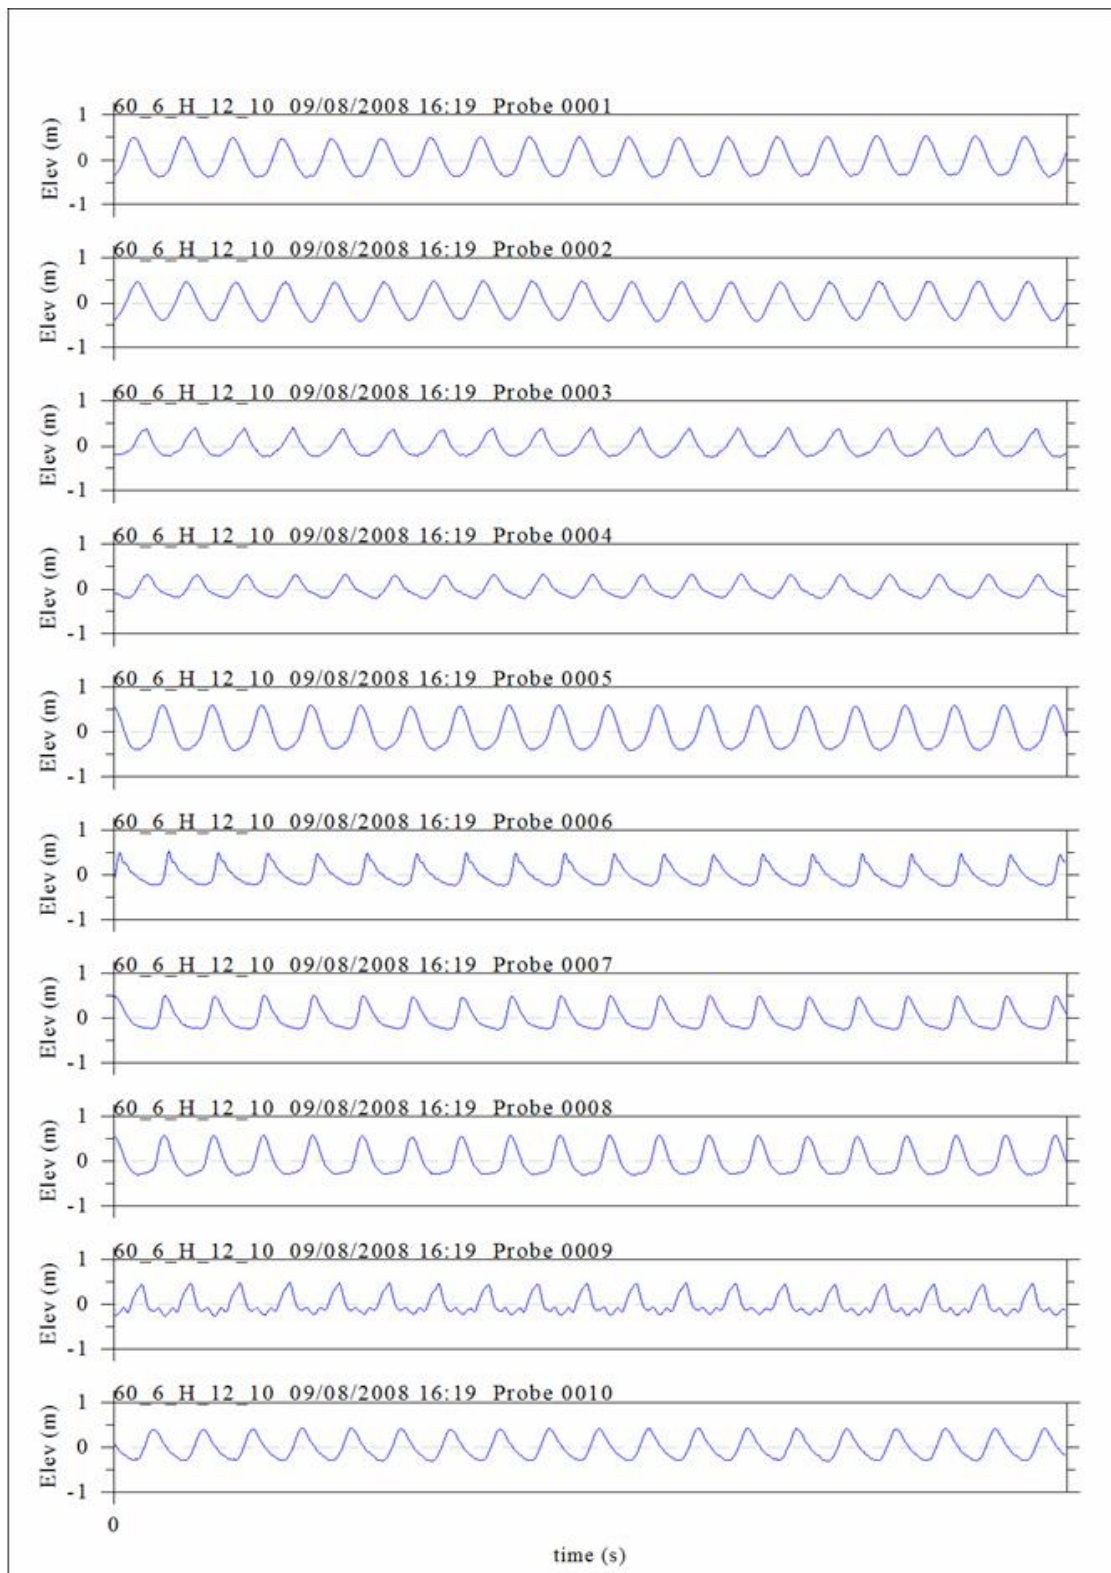 60_6_H_12_10 09/08/2008 16:19 Probe 0001
1
0
-1
Elev (m)
60_6_H_12_10 09/08/2008 16:19 Probe 0002
1
0
-1
Elev (m)
60_6_H_12_10 09/08/2008 16:19 Probe 0003
1
0
-1
Elev (m)
60_6_H_12_10 09/08/2008 16:19 Probe 0004
1
0
-1
Elev (m)
60_6_H_12_10 09/08/2008 16:19 Probe 0005
1
0
-1
Elev (m)
60_6_H_12_10 09/08/2008 16:19 Probe 0006
1
0
-1
Elev (m)
60_6_H_12_10 09/08/2008 16:19 Probe 0007
1
0
-1
Elev (m)
60_6_H_12_10 09/08/2008 16:19 Probe 0008
1
0
-1
Elev (m)
60_6_H_12_10 09/08/2008 16:19 Probe 0009
1
0
-1
Elev (m)
60_6_H_12_10 09/08/2008 16:19 Probe 0010
1
0
-1
Elev (m)
0
time (s)